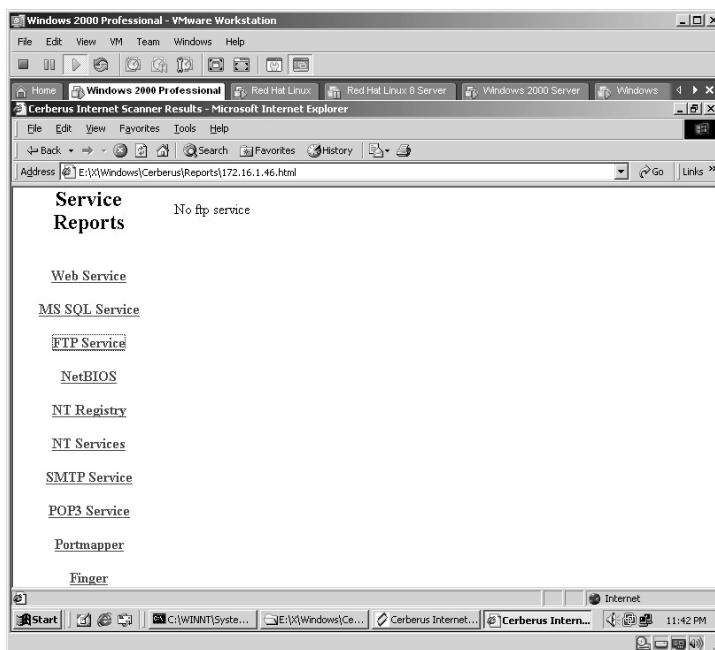 Windows 2000 Professional - VMware Workstation
File Edit View VM Team Windows Help
Home Windows 2000 Professional Red Hat Linux Red Hat Linux 8 Server Windows 2000 Server Windows
Cerberus Internet Scanner Results - Microsoft Internet Explorer
File Edit View Favorites Tools Help
Back Search Favorites History
Address E:\X\Windows\Cerberus\Reports\172.16.1.46.html Go Links »
Service Reports
No ftp service
Web Service
MS SQL Service
FTP Service
NetBIOS
NT Registry
NT Services
SMTP Service
POP3 Service
Portmapper
Finger
Internet
Start C:\WINNT\Syste... E:\X\Windows\Ce... Cerberus Internet... Cerberus Intern... 11:42 PM